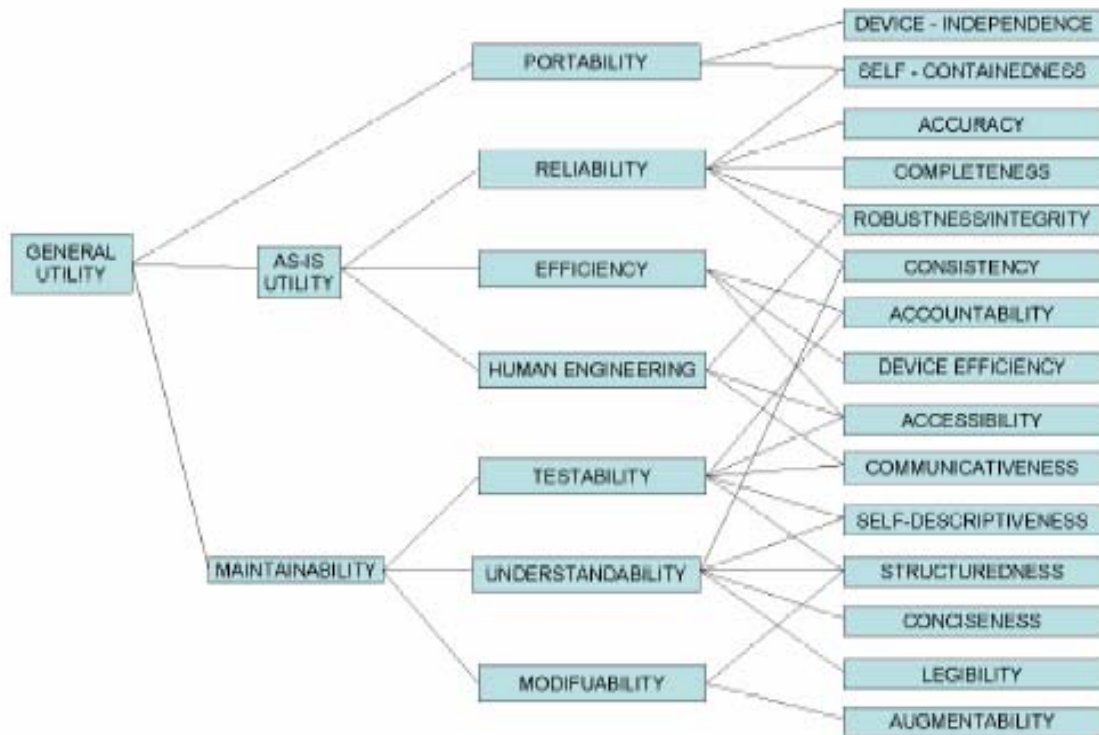 GENERAL
UTILITY
AS-IS
UTILITY
MAINTAINABILITY
PORTABILITY
RELIABILITY
EFFICIENCY
HUMAN ENGINEERING
TESTABILITY
UNDERSTANDABILITY
MODIFUABILITY
DEVICE - INDEPENDENCE
SELF - CONTAINEDNESS
ACCURACY
COMPLETENESS
ROBUSTNESS/INTEGRITY
CONSISTENCY
ACCOUNTABILITY
DEVICE EFFICIENCY
ACCESSIBILITY
COMMUNICATIVENESS
SELF-DESCRIPTIVENESS
STRUCTUREDNESS
CONCISENESS
LEGIBILITY
AUGMENTABILITY